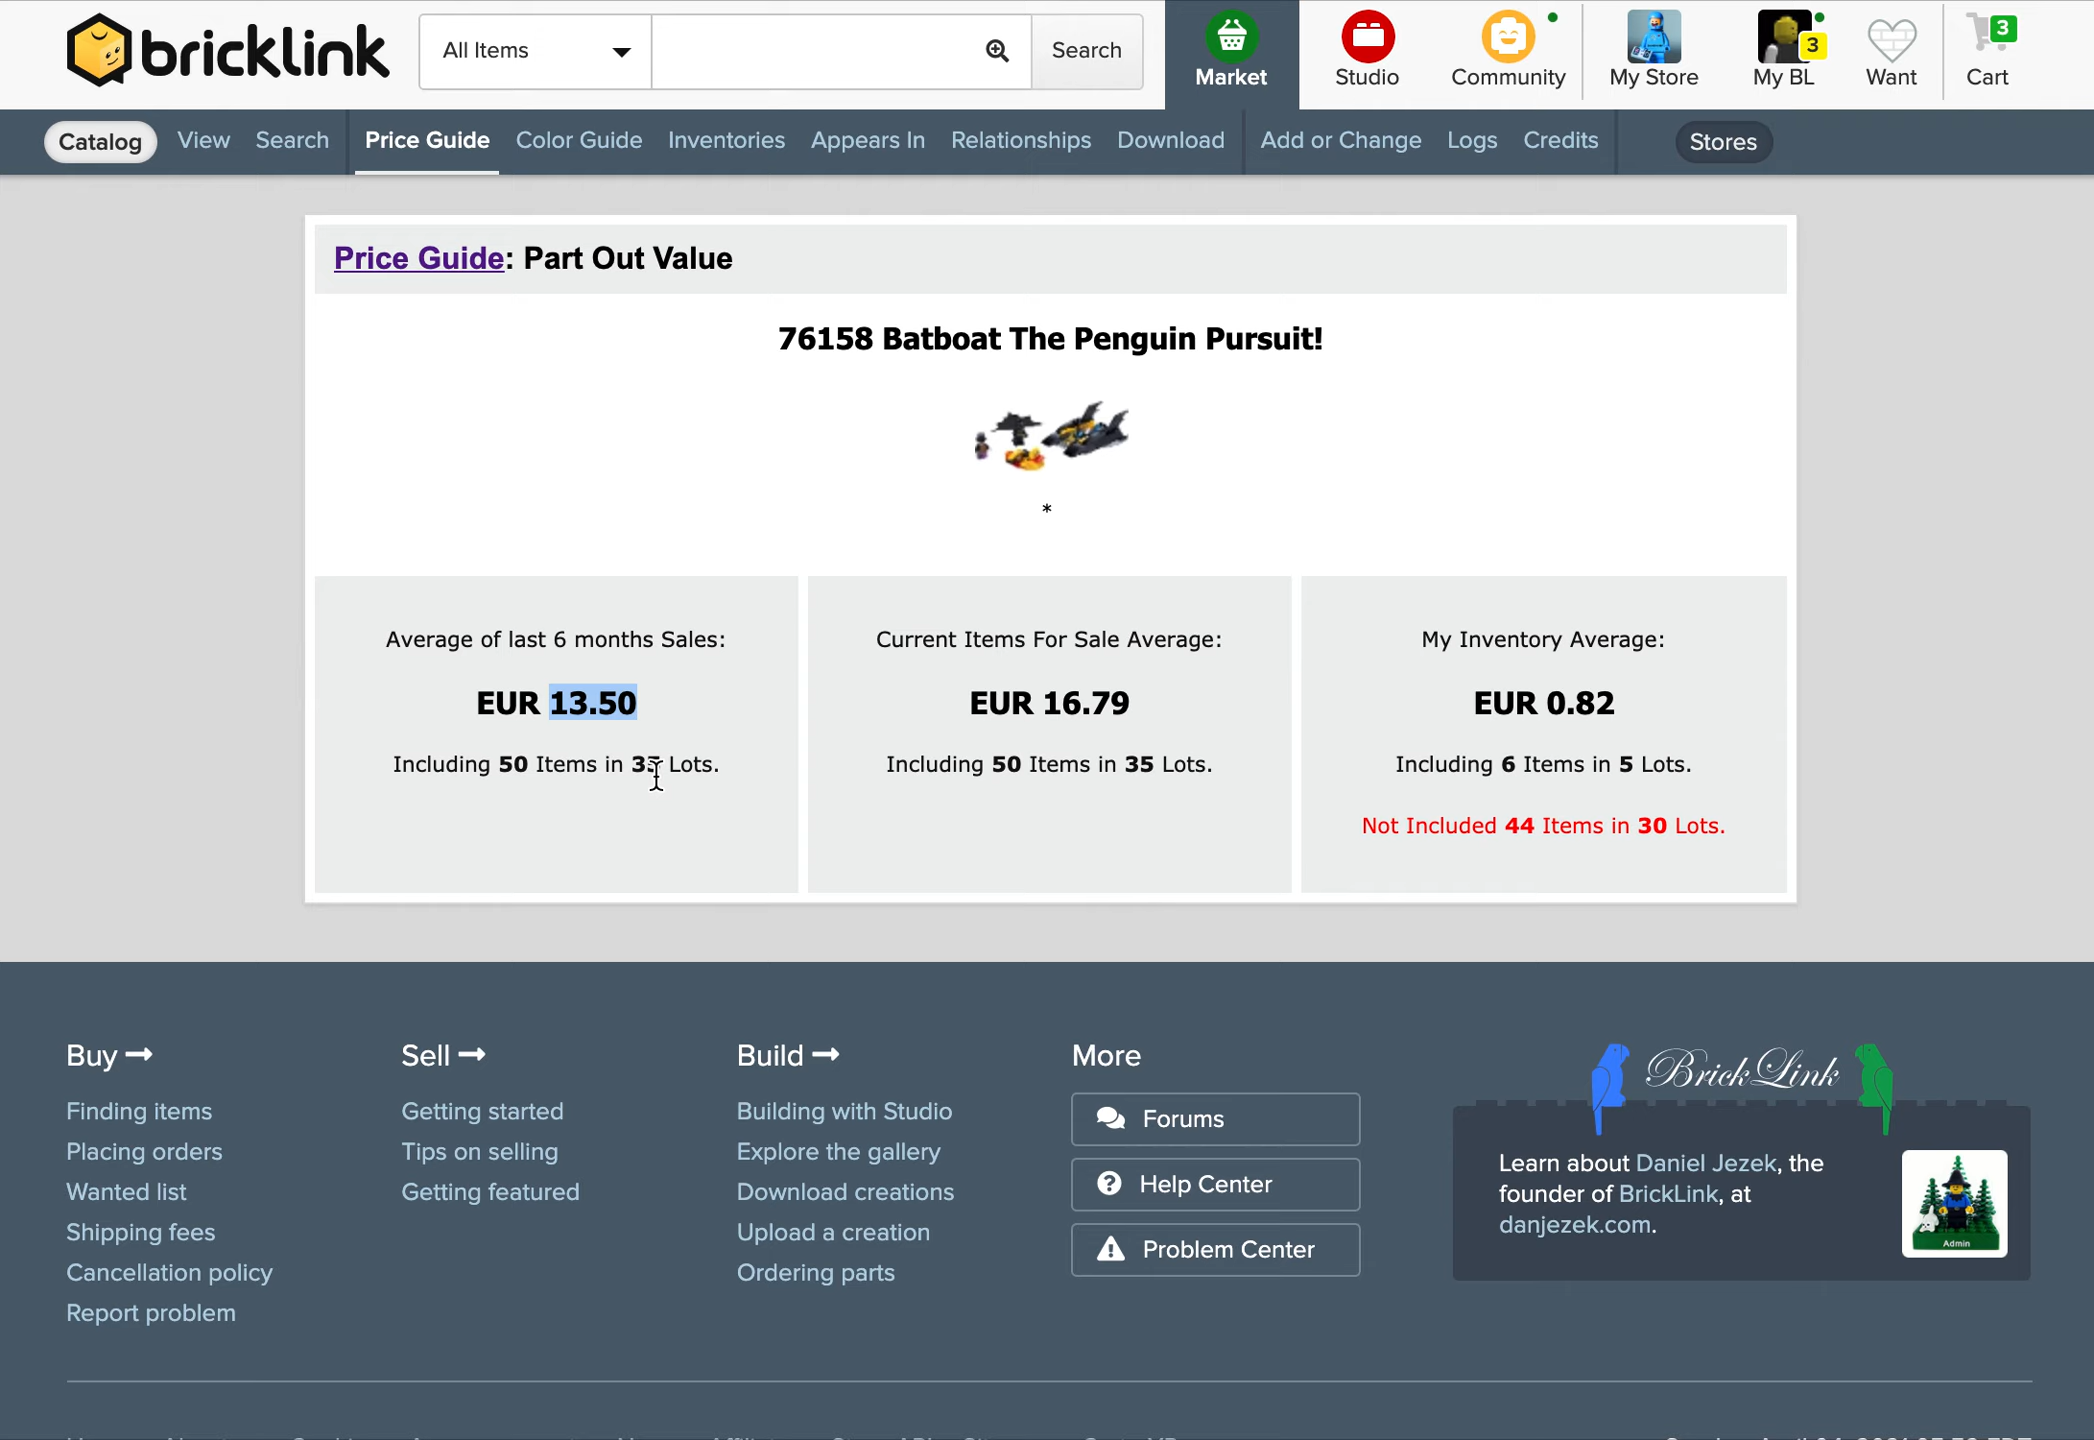 bricklink
All Items
Search
Market
Studio
Community
My Store
3
My BL
Want
3
Cart
Catalog View Search Price Guide Color Guide Inventories Appears In Relationships Download Add or Change Logs Credits Stores
Price Guide: Part Out Value
76158 Batboat The Penguin Pursuit!
*
Average of last 6 months Sales:
EUR 13.50
Including 50 Items in Lots.
Current Items For Sale Average:
EUR 16.79
Including 50 Items in 35 Lots.
My Inventory Average:
EUR 0.82
Including 6 Items in 5 Lots.
Not Included 44 Items in 30 Lots.
Buy
Finding items
Placing orders
Wanted list
Shipping fees
Cancellation policy
Report problem
Sell
Getting started
Tips on selling
Getting featured
Build
Building with Studio
Explore the gallery
Download creations
Upload a creation
Ordering parts
More
Forums
Help Center
Problem Center
BrickLink
Learn about Daniel Jezek, the
founder of BrickLink, at
danjezek.com.
Admin